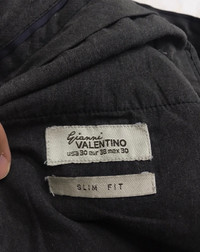 Gianni
VALENTINO
usa 30 eur 38 mex 30
SLIM FIT